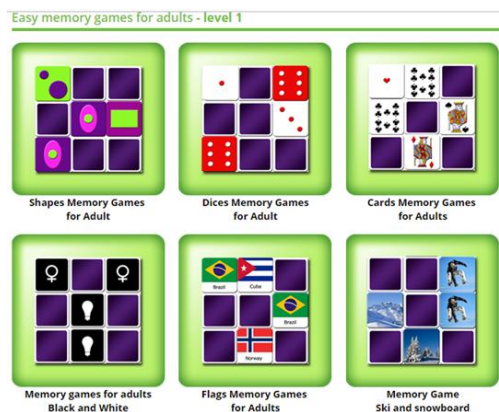 Easy memory games for adults - level 1
Shapes Memory Games
for Adult
Dices Memory Games
for Adult
Cards Memory Games
for Adults
Brazil
Cuba
Brazil
Norway
Memory games for adults
Black and White
Flags Memory Games
for Adults
Memory Game
Ski and snowboard